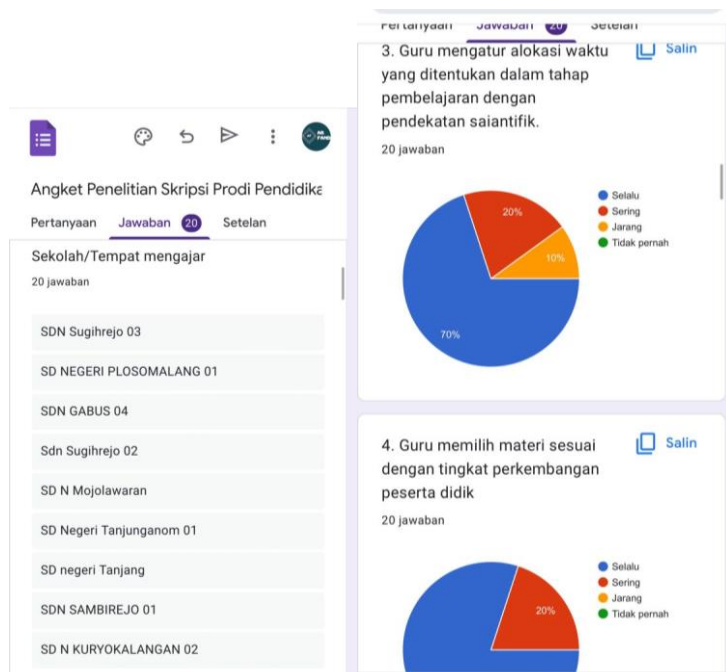 Angket Penelitian Skripsi Prodi Pendidika
Pertanyaan Jawaban 20 Setelan
Sekolah/Tempat mengajar
20 jawaban
SDN Sugihrejo 03
SD NEGERI PLOSOMALANG 01
SDN GABUS 04
Sdn Sugihrejo 02
SD N Mojolawaran
SD Negeri Tanjunganom 01
SD negeri Tanjang
SDN SAMBIREJO 01
SD N KURYOKALANGAN 02
Pertanyaan Jawaban 20 Setelan
3. Guru mengatur alokasi waktu
yang ditentukan dalam tahap
pembelajaran dengan
pendekatan saiantifik.
Salin
20 jawaban
20%
10%
70%
Selalu
Sering
Jarang
Tidak pernah
4. Guru memilih materi sesuai
dengan tingkat perkembangan
peserta didik
Salin
20 jawaban
20%
Selalu
Sering
Jarang
Tidak pernah